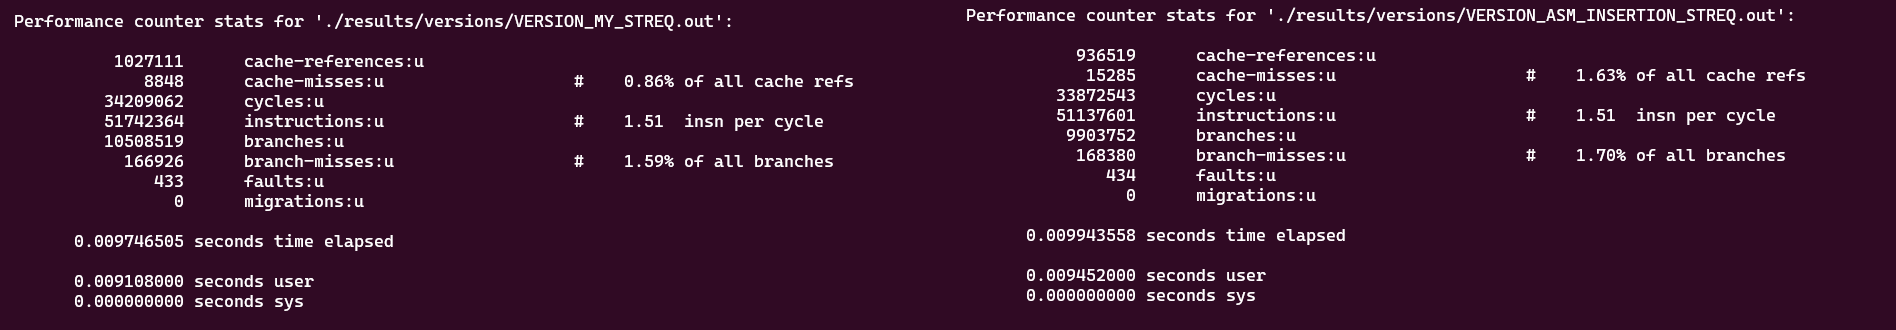 Performance counter stats for './results/versions/VERSION_MY_STREQ.out':
1027111 cache-references:u
8848 cache-misses:u # 0.86% of all cache refs
34209062 cycles:u
51742364 instructions:u # 1.51 insn per cycle
10508519 branches:u
166926 branch-misses:u # 1.59% of all branches
433 faults:u
0 migrations:u
0.009746505 seconds time elapsed
0.009108000 seconds user
0.000000000 seconds sys
Performance counter stats for './results/versions/VERSION_ASM_INSERTION_STREQ.out':
936519 cache-references:u
15285 cache-misses:u # 1.63% of all cache refs
33872543 cycles:u
51137601 instructions:u # 1.51 insn per cycle
9903752 branches:u
168380 branch-misses:u # 1.70% of all branches
434 faults:u
0 migrations:u
0.009943558 seconds time elapsed
0.009452000 seconds user
0.000000000 seconds sys